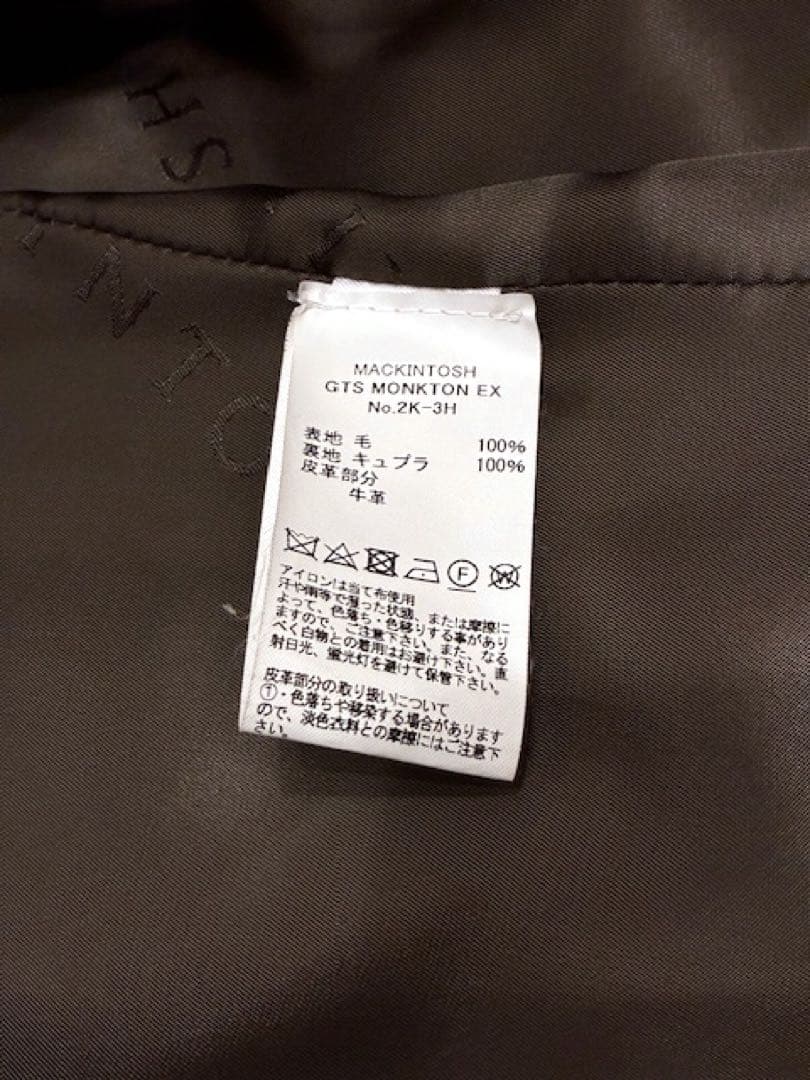 HS
INTO
MACKINTOSH
GTS MONKTON EX
No.2K-3H
表地 毛 100%
裏地 キュプラ 100%
皮革部分
牛革
F
W
アイロンは当て布使用
汗や雨等で湿った状態、または摩擦に
よって、色落ち・色移りする事があり
ますので、ご注意下さい。また、なる
べく白物との着用はお避け下さい。直
射日光、蛍光灯を避けて保管下さい。
皮革部分の取り扱いについて
①・色落ちや移染する場合があります
ので、淡色衣料との摩擦にはご注意下
さい。